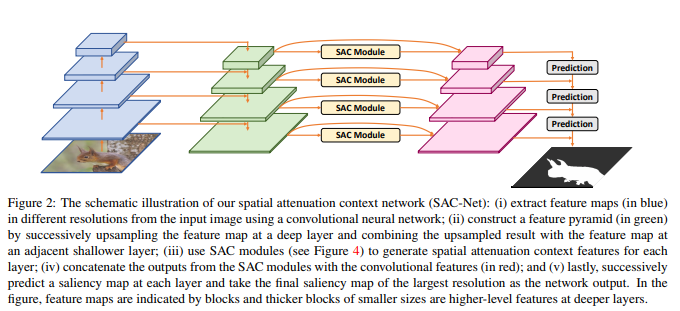 SAC Module
Prediction
SAC Module
Prediction
SAC Module
Prediction
SAC Module
Figure 2: The schematic illustration of our spatial attenuation context network (SAC-Net): (i) extract feature maps (in blue)
in different resolutions from the input image using a convolutional neural network; (ii) construct a feature pyramid (in green)
by successively upsampling the feature map at a deep layer and combining the upsampled result with the feature map at
an adjacent shallower layer; (iii) use SAC modules (see Figure 4) to generate spatial attenuation context features for each
layer; (iv) concatenate the outputs from the SAC modules with the convolutional features (in red); and (v) lastly, successively
predict a saliency map at each layer and take the final saliency map of the largest resolution as the network output. In the
figure, feature maps are indicated by blocks and thicker blocks of smaller sizes are higher-level features at deeper layers.